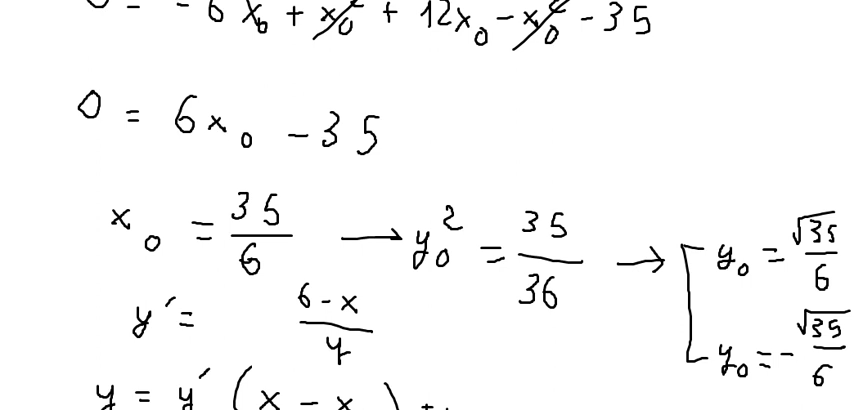 0 = -6x₀ + x₀² + 12x₀ - x₀² - 35
0 = 6x₀ - 35
x₀ = 35/6 → y₀² = 35/36 → [ y₀ = √35/6
y₀ = -√35/6
y' = (6-x)/y
y = y' (x - x